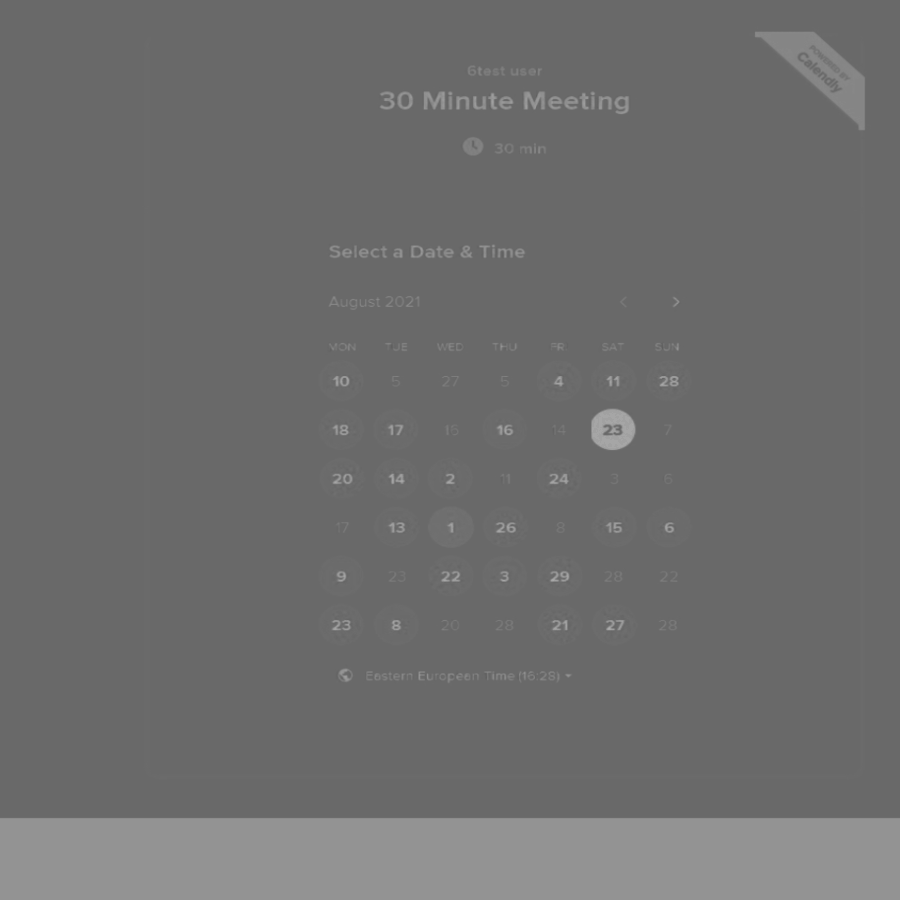 POWERED BY
Calendly
6test user
30 Minute Meeting
30 min
Select a Date & Time
August 2021
MON TUE WED THU FRI SAT SUN
10 5 27 5 4 11 28
18 17 15 16 14 23 7
20 14 2 11 24 3 6
17 13 1 26 8 15 6
9 23 22 3 29 28 22
23 8 20 28 21 27 28
Eastern European Time (16:28)